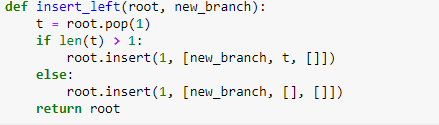 def insert_left(root, new_branch):
    t = root.pop(1)
    if len(t) > 1:
        root.insert(1, [new_branch, t, []])
    else:
        root.insert(1, [new_branch, [], []])
    return root